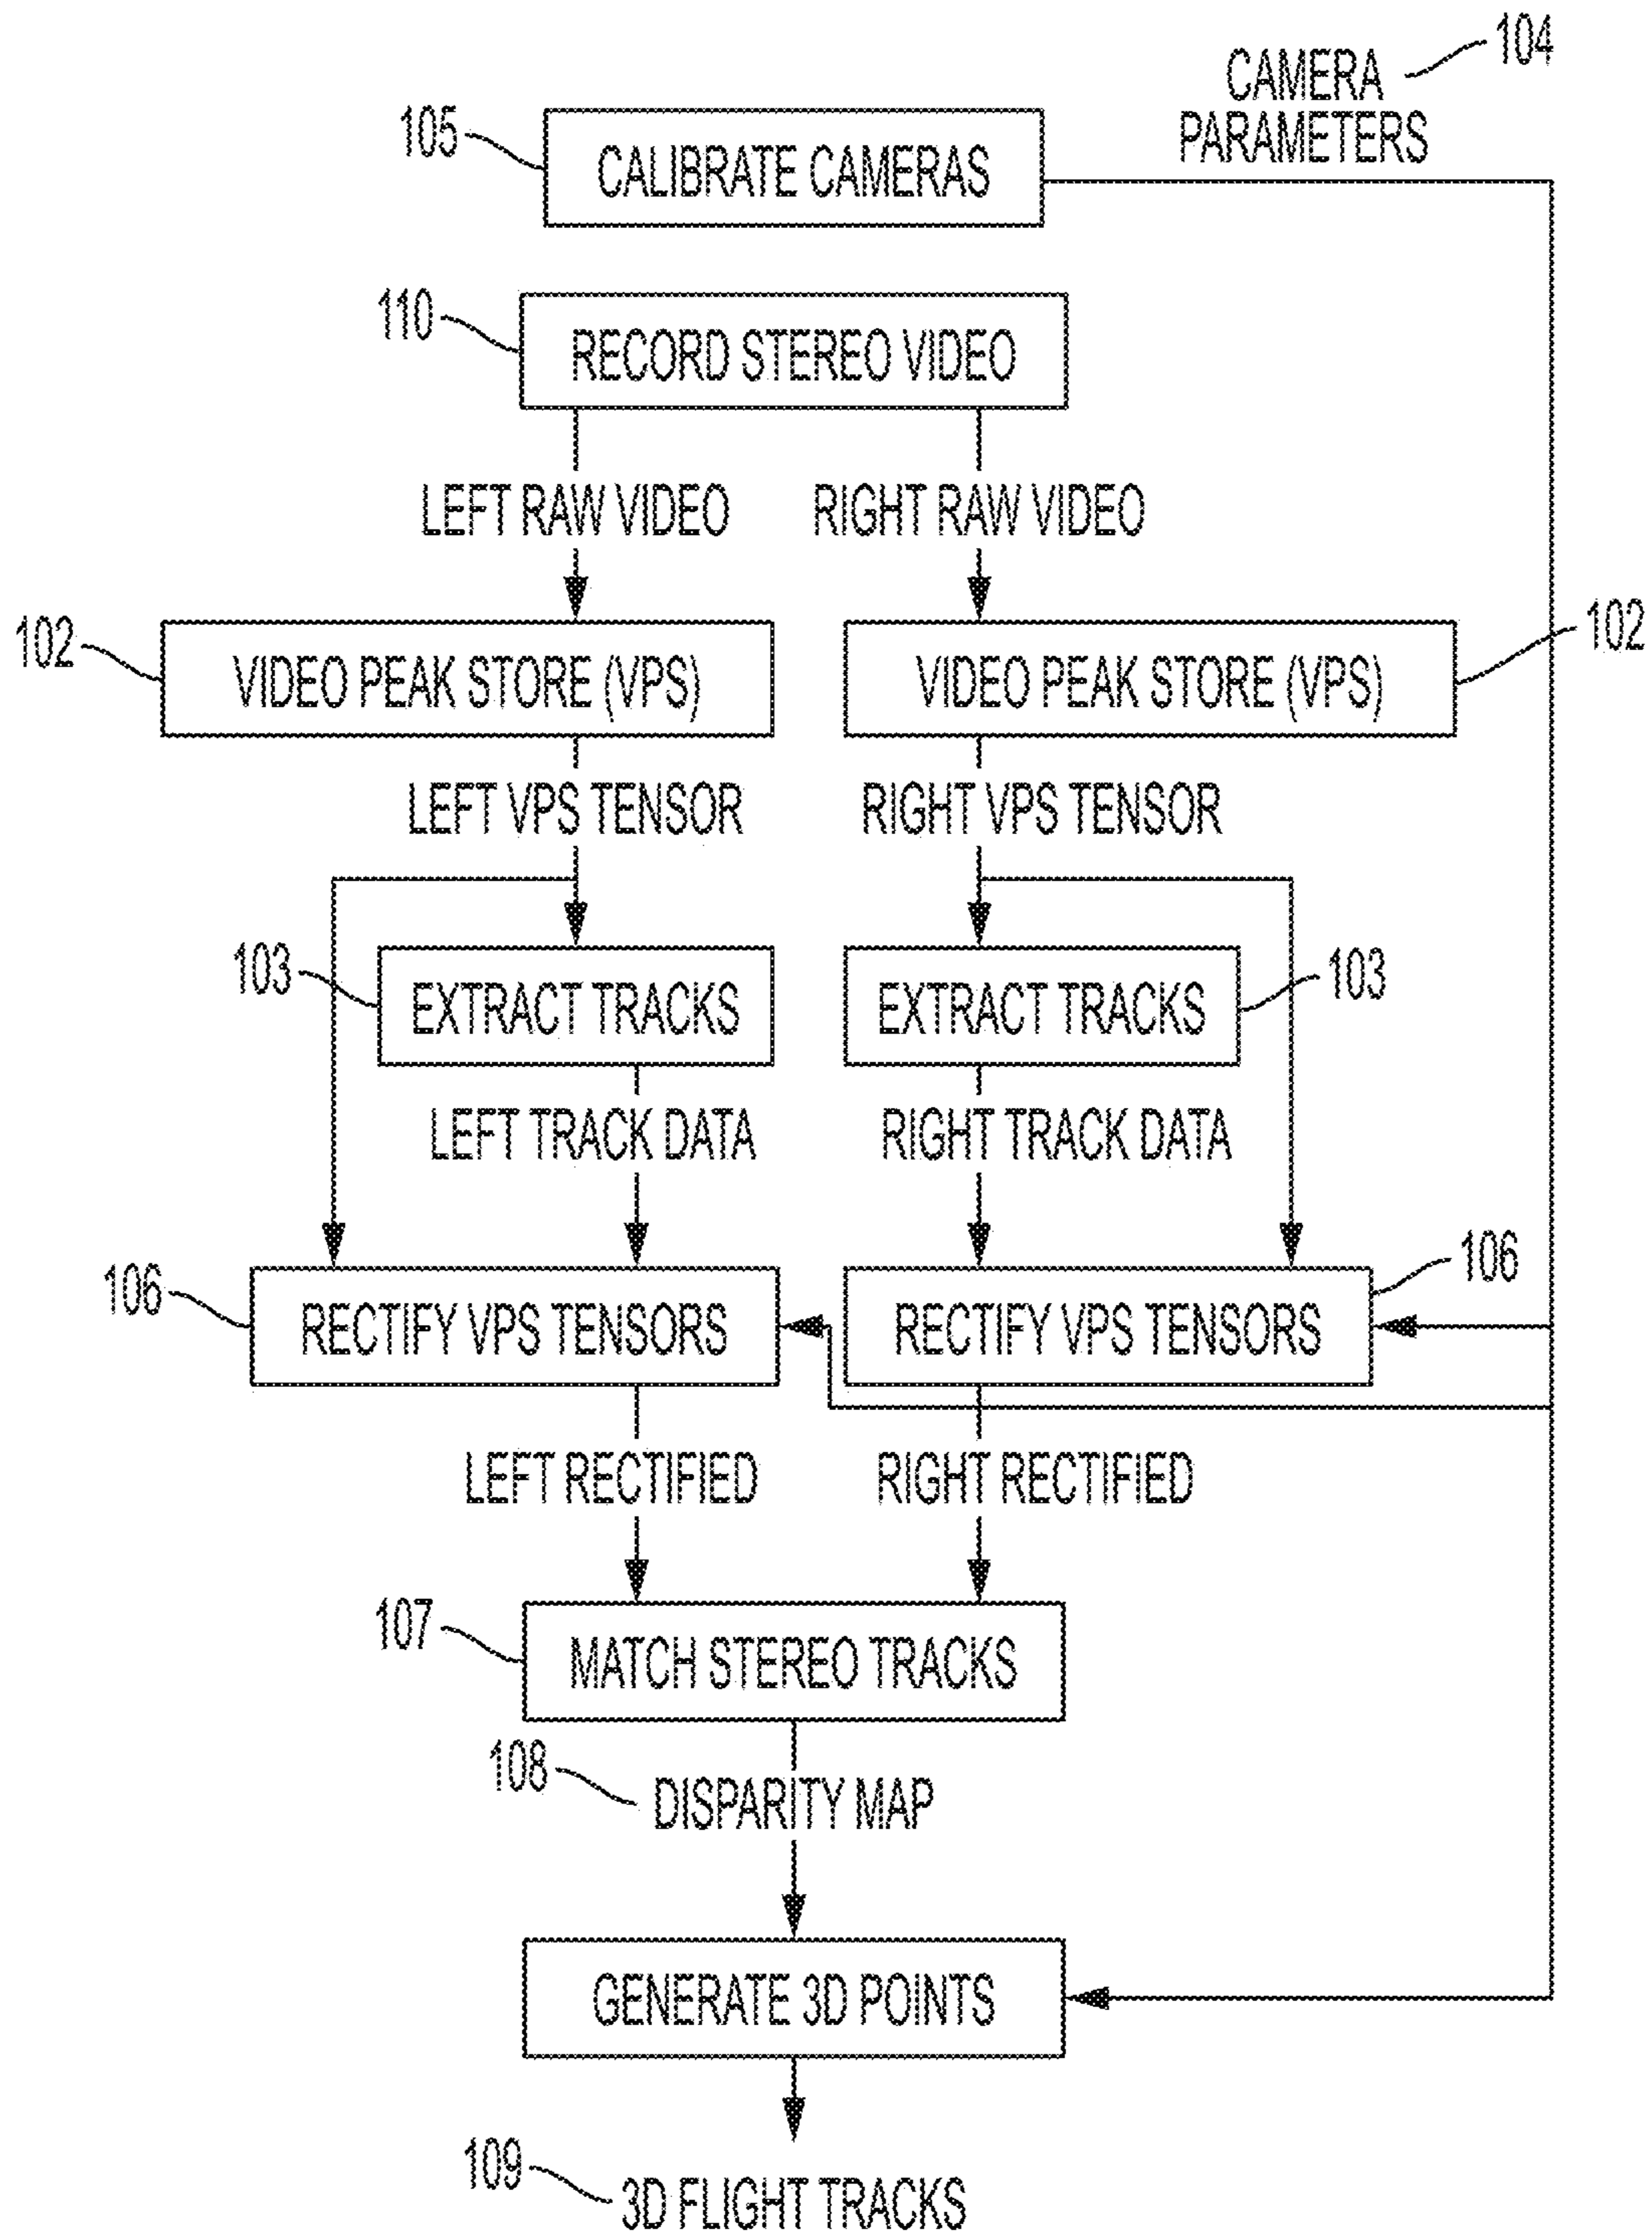 104
CAMERA
PARAMETERS
105
CALIBRATE CAMERAS
110
RECORD STEREO VIDEO
LEFT RAW VIDEO
RIGHT RAW VIDEO
102
VIDEO PEAK STORE (VPS)
VIDEO PEAK STORE (VPS)
102
LEFT VPS TENSOR
RIGHT VPS TENSOR
103
EXTRACT TRACKS
EXTRACT TRACKS
103
LEFT TRACK DATA
RIGHT TRACK DATA
106
RECTIFY VPS TENSORS
RECTIFY VPS TENSORS
106
LEFT RECTIFIED
RIGHT RECTIFIED
107
MATCH STEREO TRACKS
108
DISPARITY MAP
GENERATE 3D POINTS
109
3D FLIGHT TRACKS